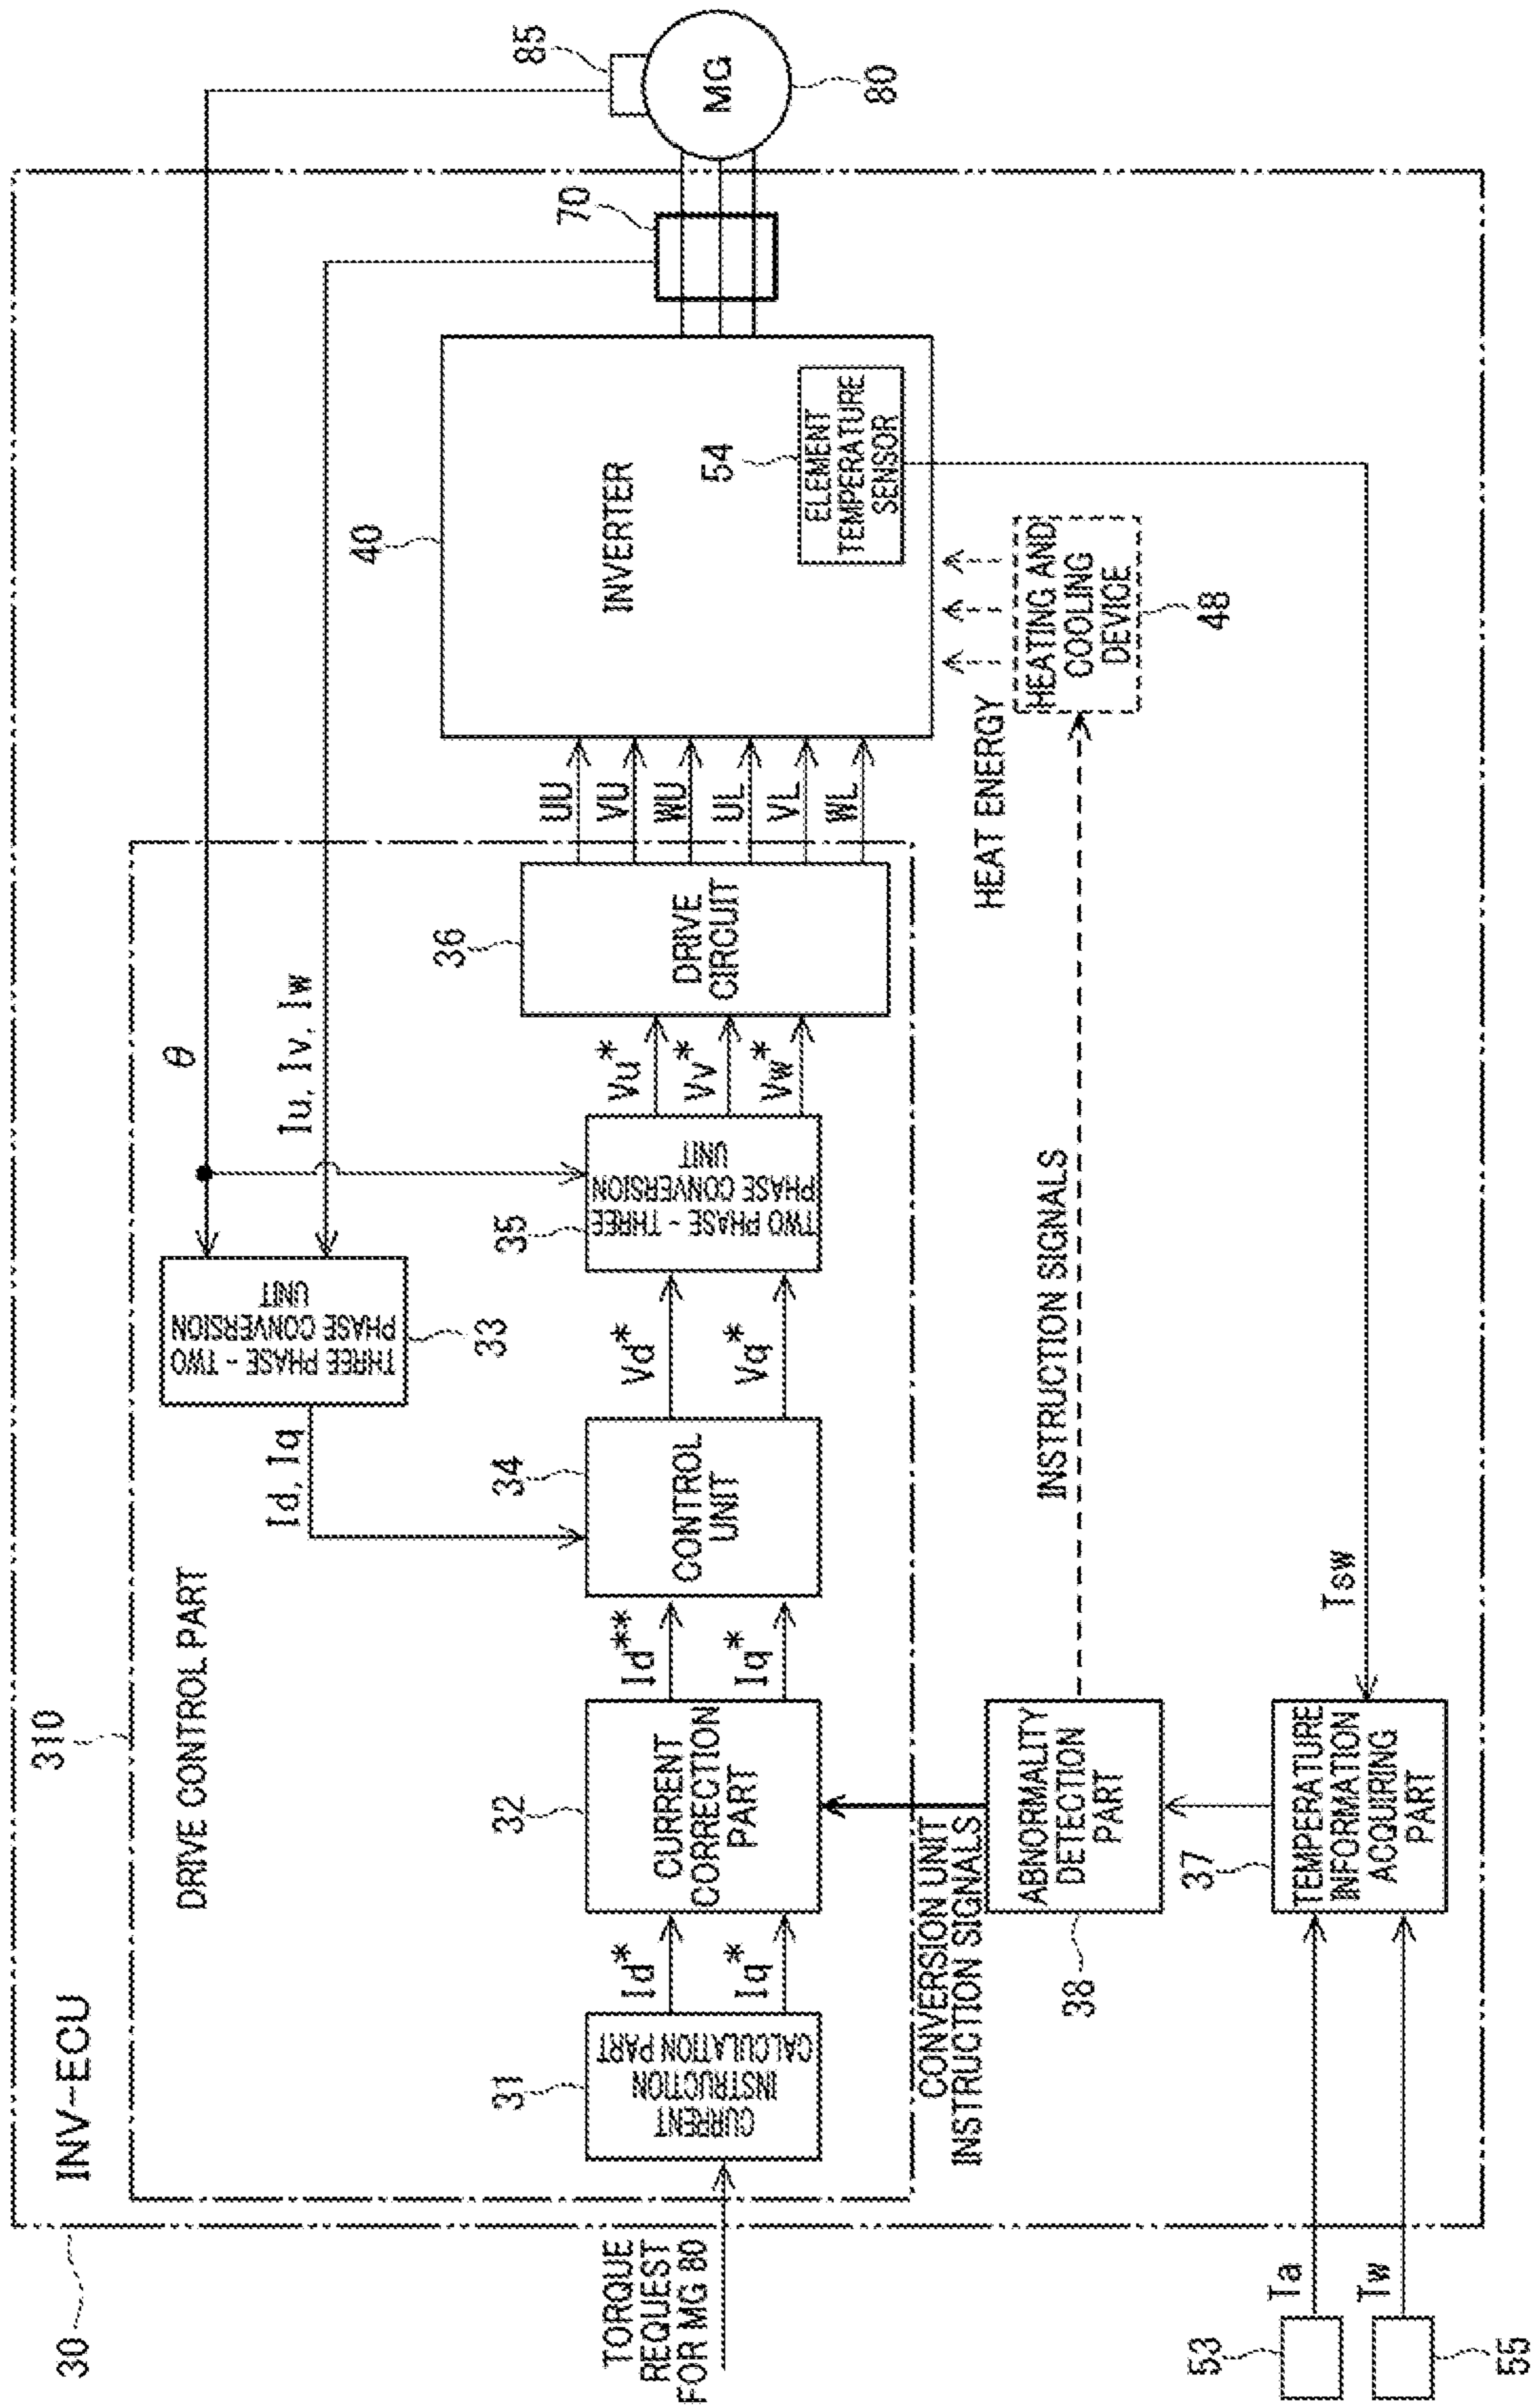 30
INV-ECU
310
DRIVE CONTROL PART
TORQUE
REQUEST
FOR MG 80
31
CURRENT
INSTRUCTION
CALCULATION PART
Id*
Iq*
32
CURRENT
CORRECTION
PART
Id**
Iq*
34
CONTROL
UNIT
Id, Iq
THREE PHASE - TWO
PHASE CONVERSION
UNIT
33
Vd*
Vq*
35
TWO PHASE - THREE
PHASE CONVERSION
UNIT
θ
Iu, Iv, Iw
Vu*
Vv*
Vw*
36
DRIVE
CIRCUIT
UU
VU
WU
UL
VL
WL
40
INVERTER
54
ELEMENT
TEMPERATURE
SENSOR
70
85
MG
80
HEAT ENERGY
HEATING AND
COOLING
DEVICE
48
INSTRUCTION SIGNALS
CONVERSION UNIT
INSTRUCTION SIGNALS
ABNORMALITY
DETECTION
PART
38
37
TEMPERATURE
INFORMATION
ACQUIRING
PART
Tsw
53
Ta
Tw
55